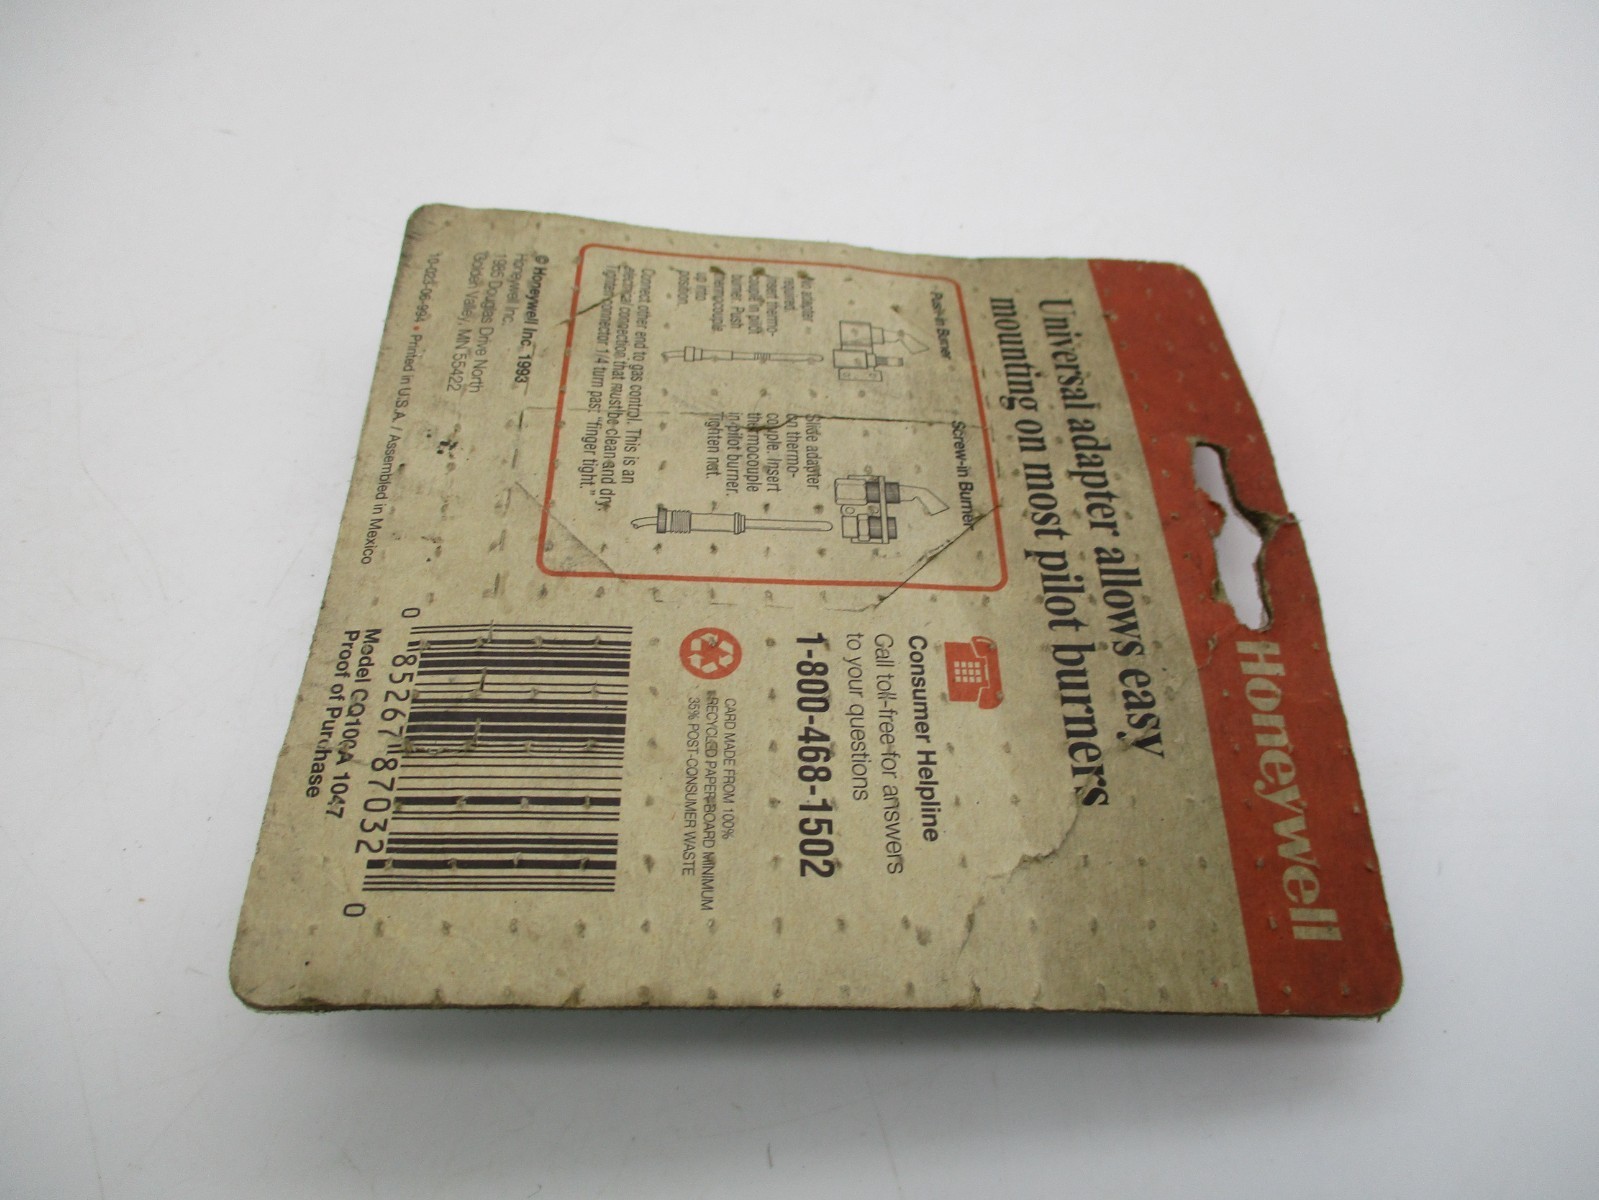 Honeywell
Universal adapter allows easy
mounting on most pilot burners
Push-in Burner
No adapter
required
Insert thermo-
couple in pilot
burner. Push
thermocouple
up into
position.
Screw-in Burner
Slide adapter
on thermo-
couple. Insert
thermocouple
in pilot burner.
Tighten nut.
Connect other end to gas control. This is an
electrical connection that must be clean and dry.
Tighten connector 1/4 turn past "finger tight."
Consumer Helpline
Call toll-free for answers
to your questions
1-800-468-1502
CARD MADE FROM 100%
RECYCLED PAPERBOARD MINIMUM
35% POST-CONSUMER WASTE
© Honeywell Inc. 1993
Honeywell Inc.
1985 Douglas Drive North
Golden Valley, MN 55422
Printed in U.S.A. / Assembled in Mexico
0 85267 87032 0
Model CQ100A 1047
Proof of Purchase